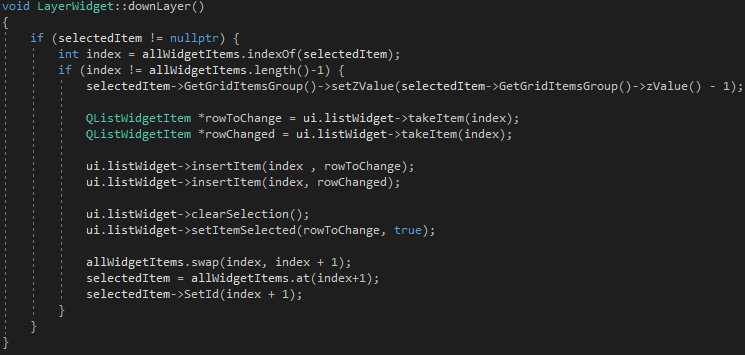 void LayerWidget::downLayer()
{
if (selectedItem != nullptr) {
int index = allWidgetItems.indexOf(selectedItem);
if (index != allWidgetItems.length()-1) {
selectedItem->GetGridItemsGroup()->setZValue(selectedItem->GetGridItemsGroup()->zValue() - 1);
QListWidgetItem *rowToChange = ui.listWidget->takeItem(index);
QListWidgetItem *rowChanged = ui.listWidget->takeItem(index);
ui.listWidget->insertItem(index , rowToChange);
ui.listWidget->insertItem(index, rowChanged);
ui.listWidget->clearSelection();
ui.listWidget->setItemSelected(rowToChange, true);
allWidgetItems.swap(index, index + 1);
selectedItem = allWidgetItems.at(index+1);
selectedItem->SetId(index + 1);
}
}
}